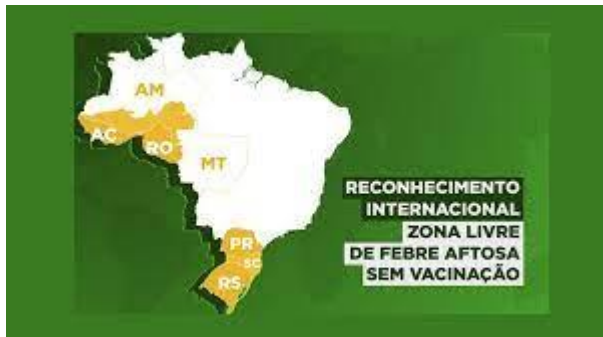 AM
AC
RO
MT
PR
SC
RS
RECONHECIMENTO
INTERNACIONAL
ZONA LIVRE
DE FEBRE AFTOSA
SEM VACINAÇÃO